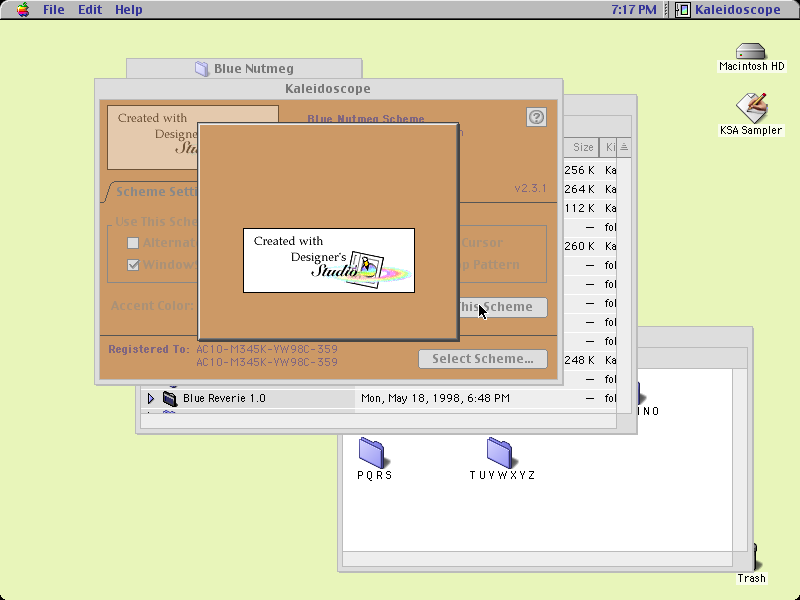 File Edit Help
7:17 PM
Kaleidoscope
Macintosh HD
KSA Sampler
Blue Nutmeg
Kaleidoscope
Created with
Designer's
Blue Nutmeg Scheme
v2.3.1
Scheme Setti
Use This Sche
Alternat
Window
Cursor
Pattern
Accent Color:
This Scheme
Created with
Designer's
Studio
Registered To: AC10-M345K-YW98C-359
AC10-M345K-YW98C-359
Select Scheme...
Size Ki
256 K Ka
264 K Ka
112 K Ka
— fol
260 K Ka
— fol
— fol
— fol
— fol
— fol
248 K Ka
— fol
Blue Reverie 1.0 Mon, May 18, 1998, 6:48 PM — fol
NO
PQRS
TUVWXYZ
Trash